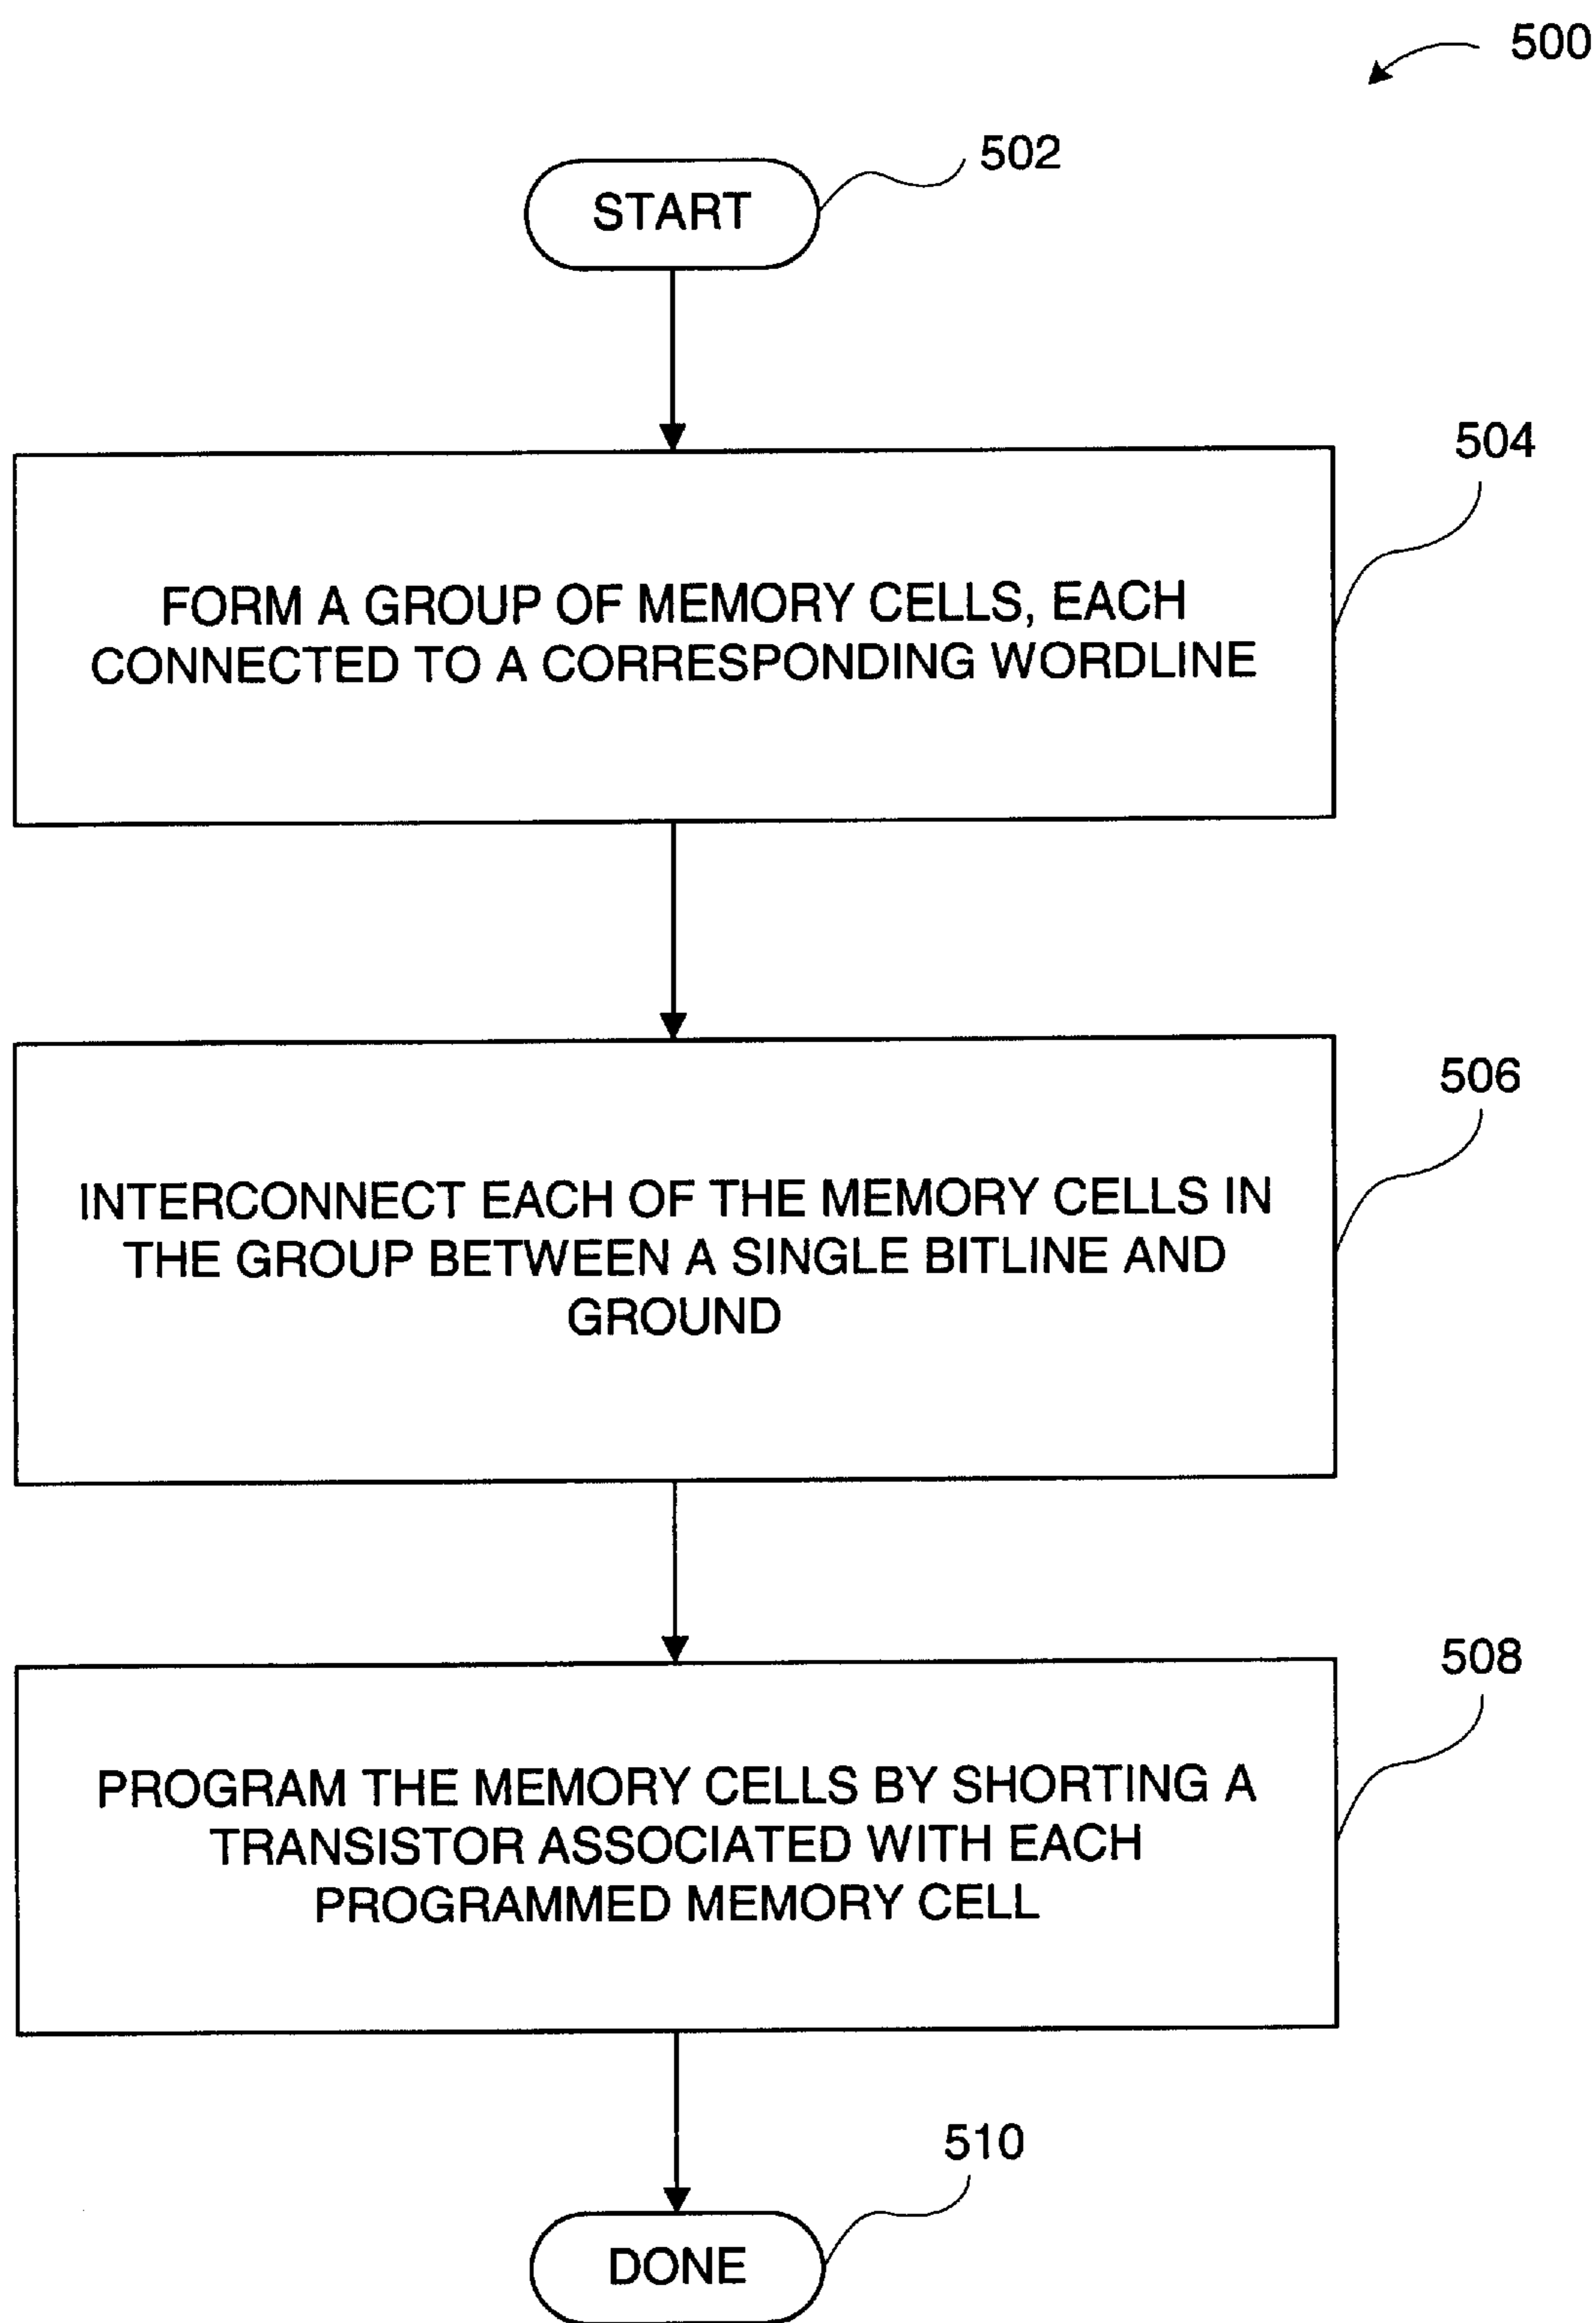 500
502
START
504
FORM A GROUP OF MEMORY CELLS, EACH
CONNECTED TO A CORRESPONDING WORDLINE
506
INTERCONNECT EACH OF THE MEMORY CELLS IN
THE GROUP BETWEEN A SINGLE BITLINE AND
GROUND
508
PROGRAM THE MEMORY CELLS BY SHORTING A
TRANSISTOR ASSOCIATED WITH EACH
PROGRAMMED MEMORY CELL
510
DONE